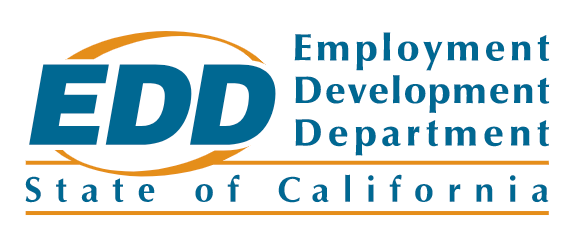 EDD
Employment
Development
Department
State of California